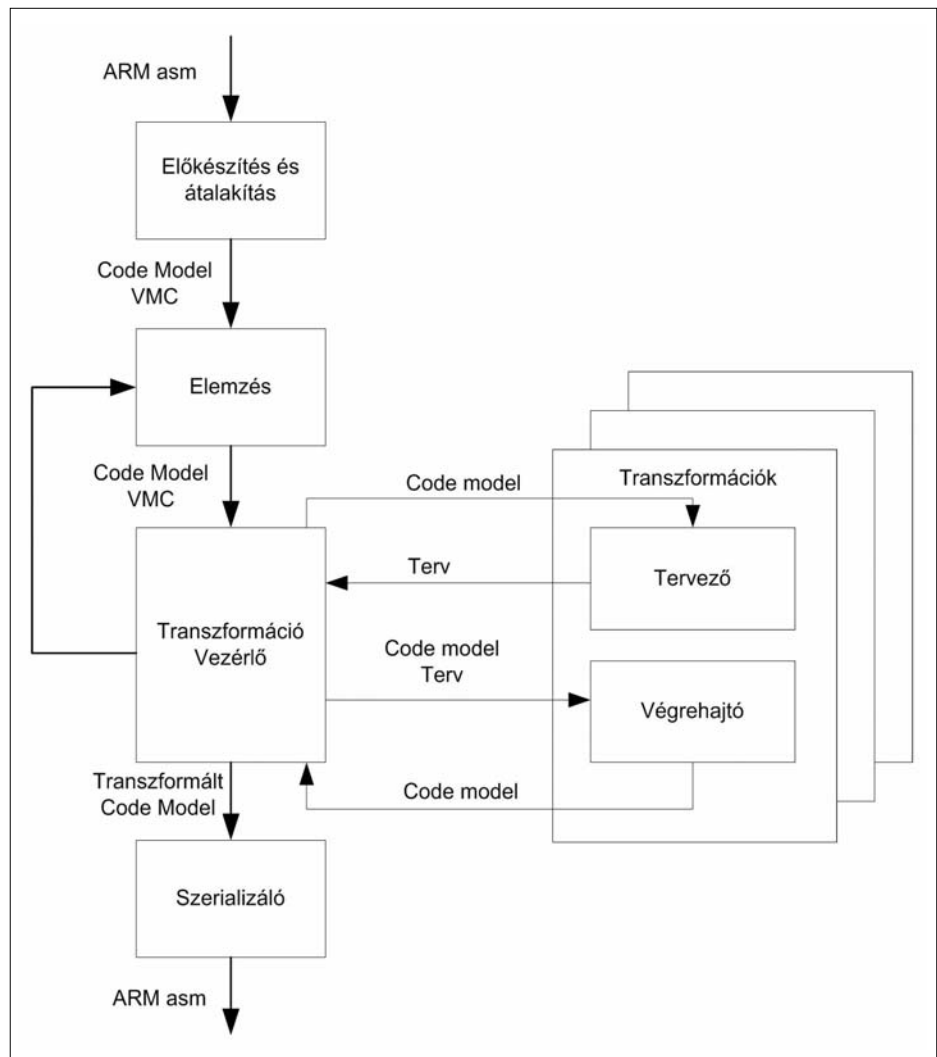 ARM asm
Előkészítés és
átalakítás
Code Model
VMC
Elemzés
Code Model
VMC
Code model
Transzformációk
Terv
Tervező
Transzformáció
Vezérlő
Code model
Terv
Végrehajtó
Transzformált
Code Model
Code model
Szerializáló
ARM asm